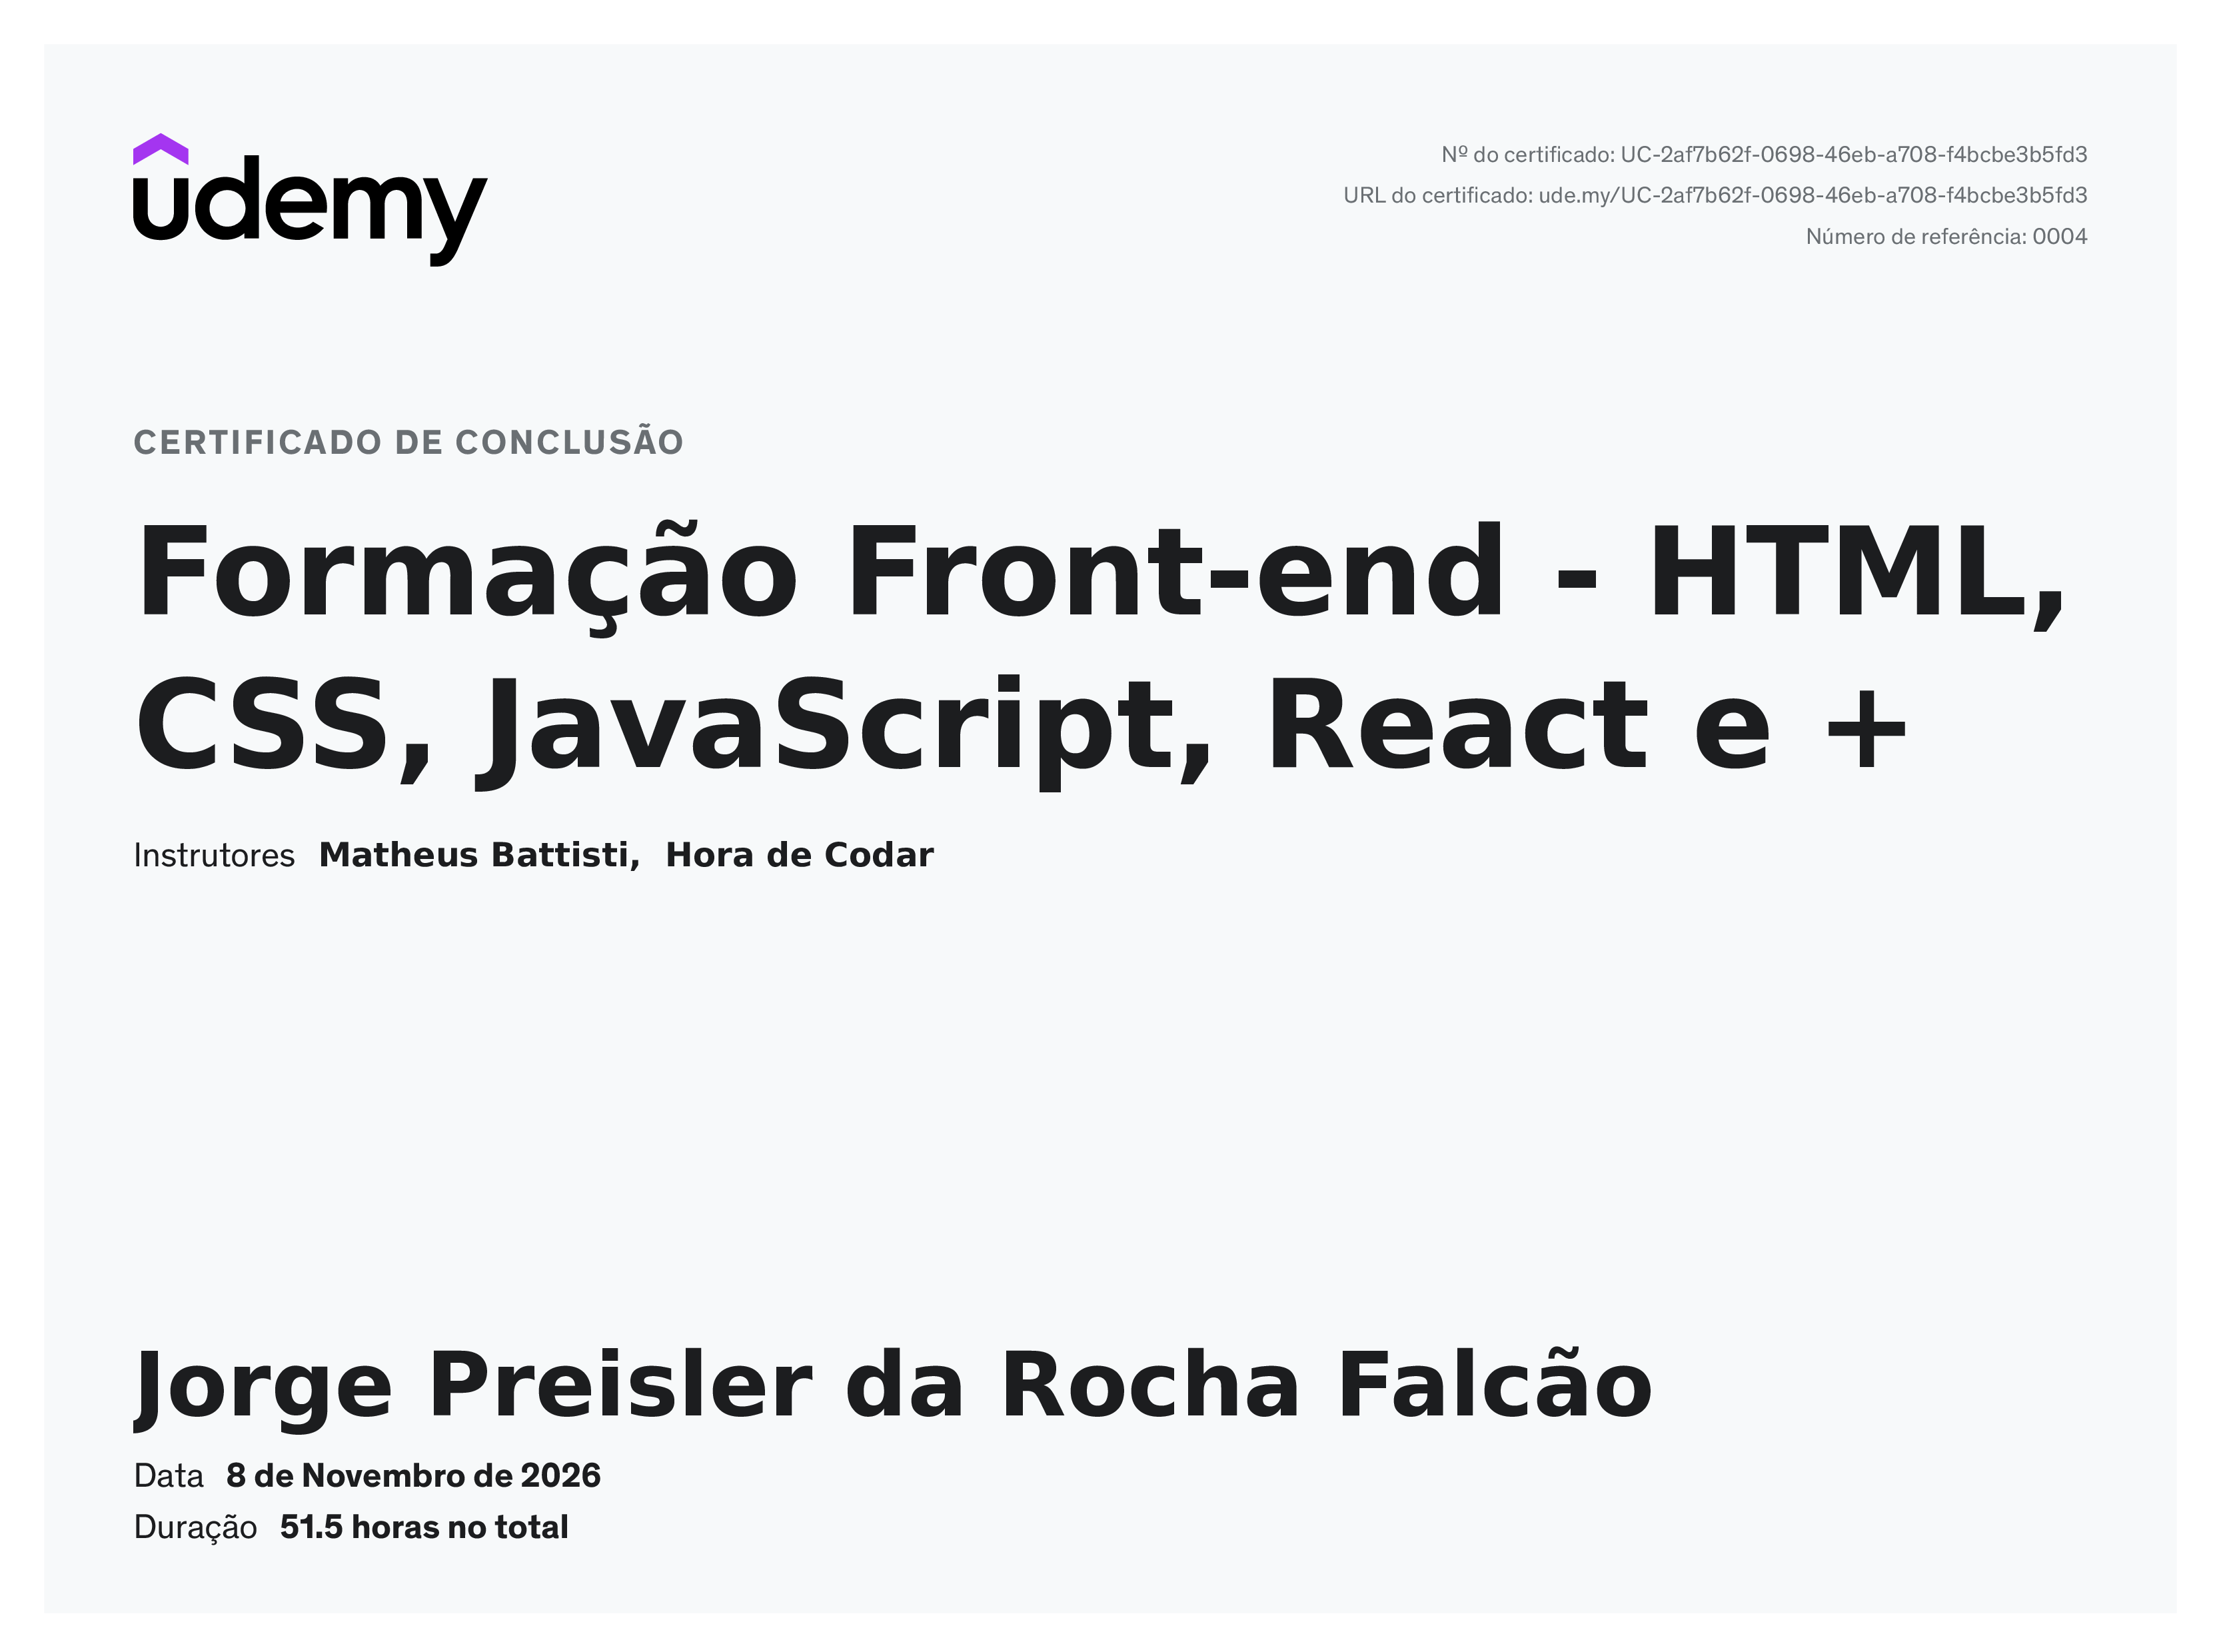 udemy
Nº do certificado: UC-2af7b62f-0698-46eb-a708-f4bcbe3b5fd3
URL do certificado: ude.my/UC-2af7b62f-0698-46eb-a708-f4bcbe3b5fd3
Número de referência: 0004
CERTIFICADO DE CONCLUSÃO
Formação Front-end - HTML,
CSS, JavaScript, React e +
Instrutores Matheus Battisti, Hora de Codar
Jorge Preisler da Rocha Falcão
Data 8 de Novembro de 2026
Duração 51.5 horas no total